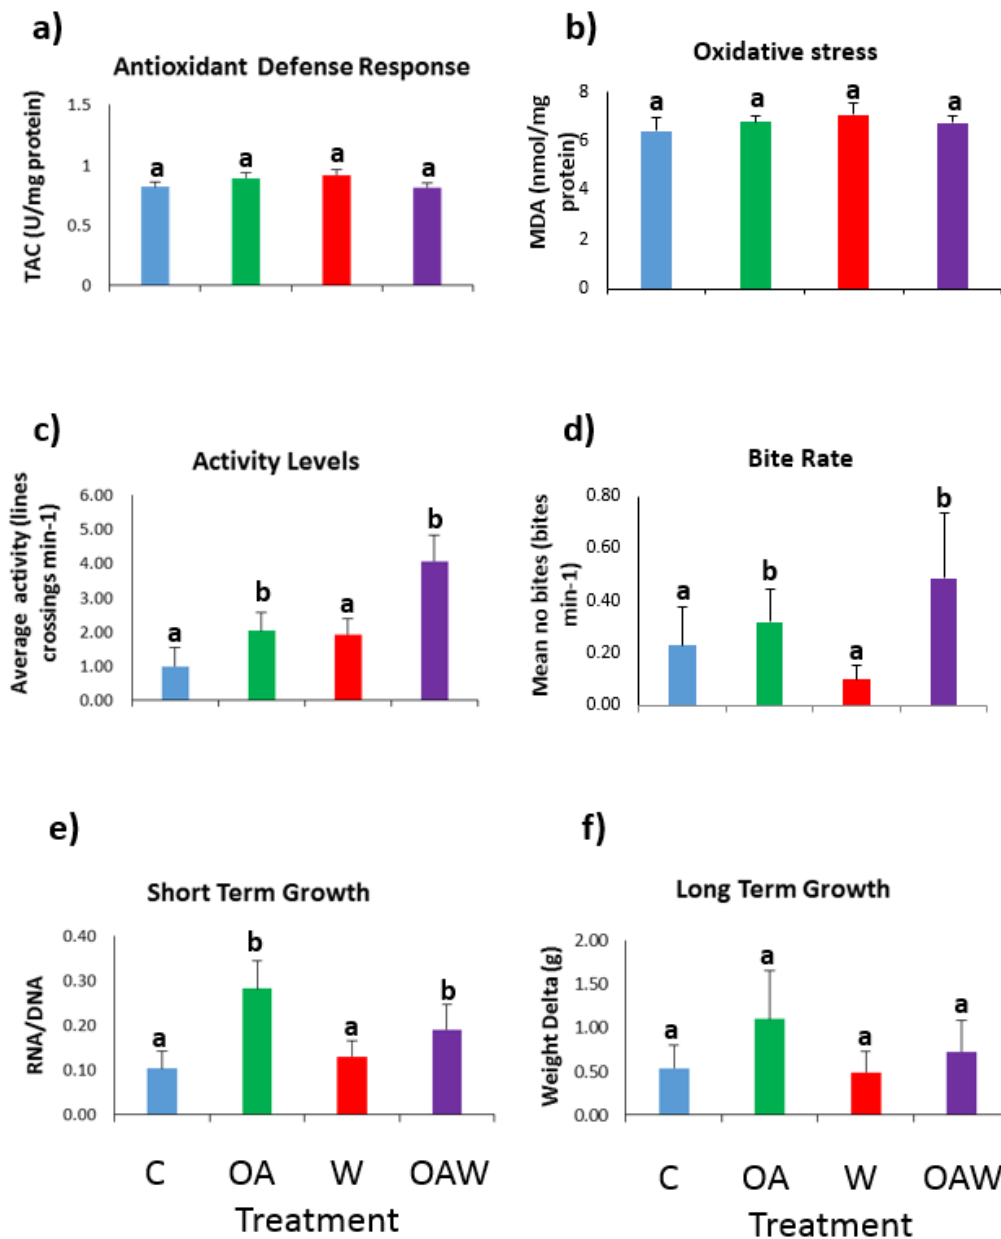 a)
Antioxidant Defense Response
TAC (U/mg protein)
1.5
1
0.5
0
a a a a
b)
Oxidative stress
MDA (nmol/mg
protein)
8
6
4
2
0
a a a a
c)
Activity Levels
Average activity (lines
crossings min-1)
6.00
5.00
4.00
3.00
2.00
1.00
0.00
a b a b
d)
Bite Rate
Mean no bites (bites
min-1)
0.80
0.60
0.40
0.20
0.00
a b a b
e)
Short Term Growth
RNA/DNA
0.40
0.30
0.20
0.10
0.00
a b a b
C OA W OAW
Treatment
f)
Long Term Growth
Weight Delta (g)
2.00
1.50
1.00
0.50
0.00
a a a a
C OA W OAW
Treatment